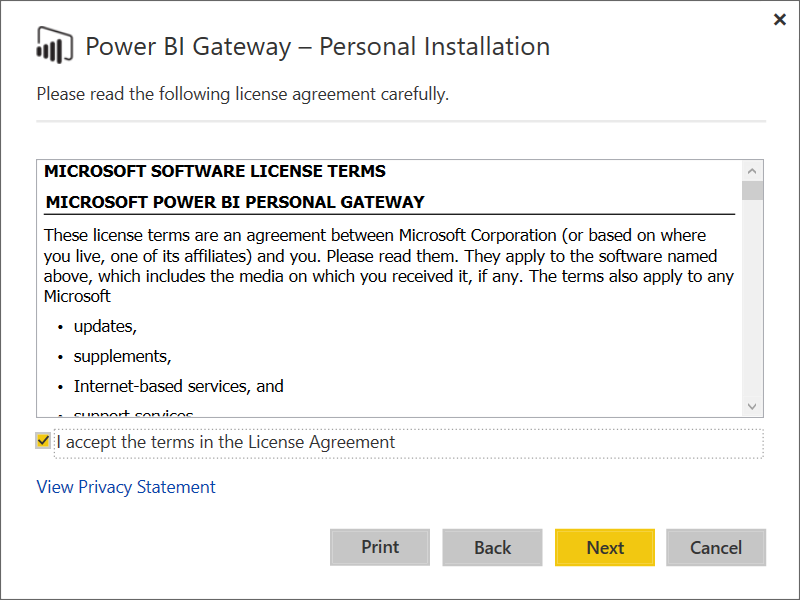 Power BI Gateway – Personal Installation
Please read the following license agreement carefully.
MICROSOFT SOFTWARE LICENSE TERMS
MICROSOFT POWER BI PERSONAL GATEWAY
These license terms are an agreement between Microsoft Corporation (or based on where
you live, one of its affiliates) and you. Please read them. They apply to the software named
above, which includes the media on which you received it, if any. The terms also apply to any
Microsoft
• updates,
• supplements,
• Internet-based services, and
• support services
I accept the terms in the License Agreement
View Privacy Statement
Print Back Next Cancel